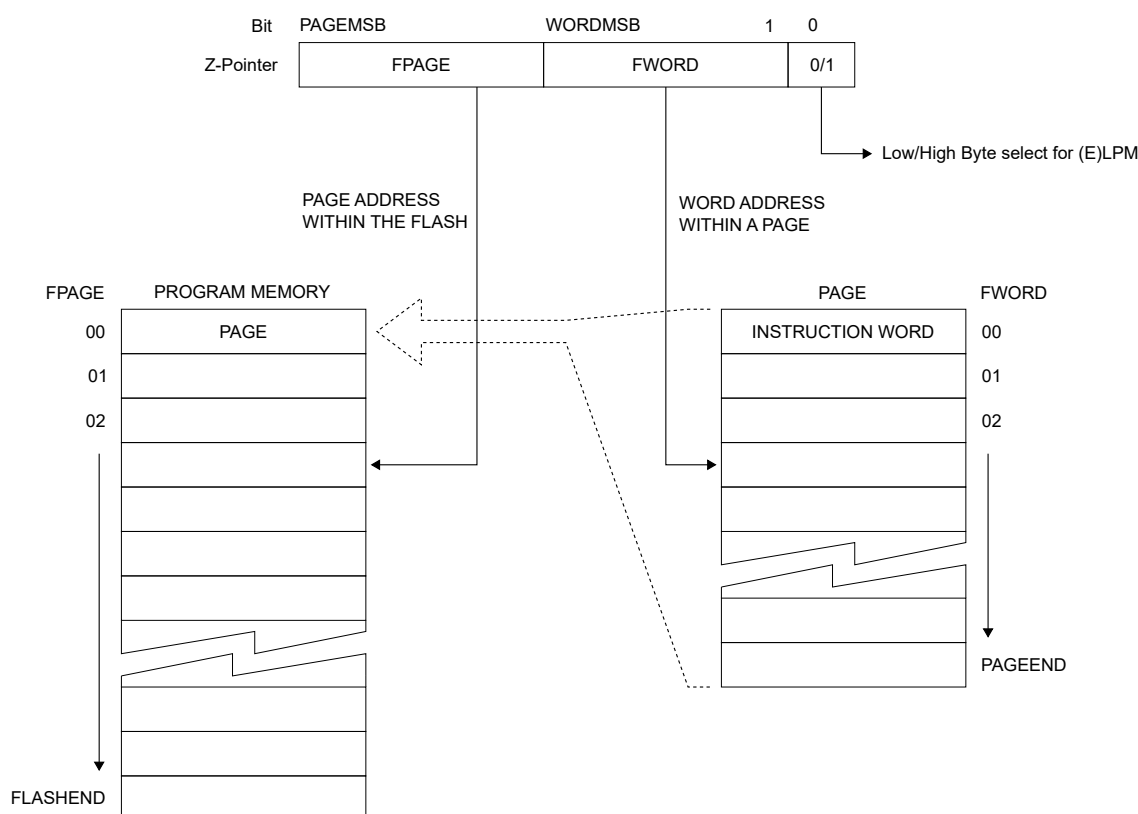 Bit PAGEMSB WORDMSB 1 0
Z-Pointer FPAGE FWORD 0/1
Low/High Byte select for (E)LPM
PAGE ADDRESS
WITHIN THE FLASH
WORD ADDRESS
WITHIN A PAGE
FPAGE PROGRAM MEMORY
00 PAGE
01
02
FLASHEND
PAGE FWORD
INSTRUCTION WORD 00
01
02
PAGEEND